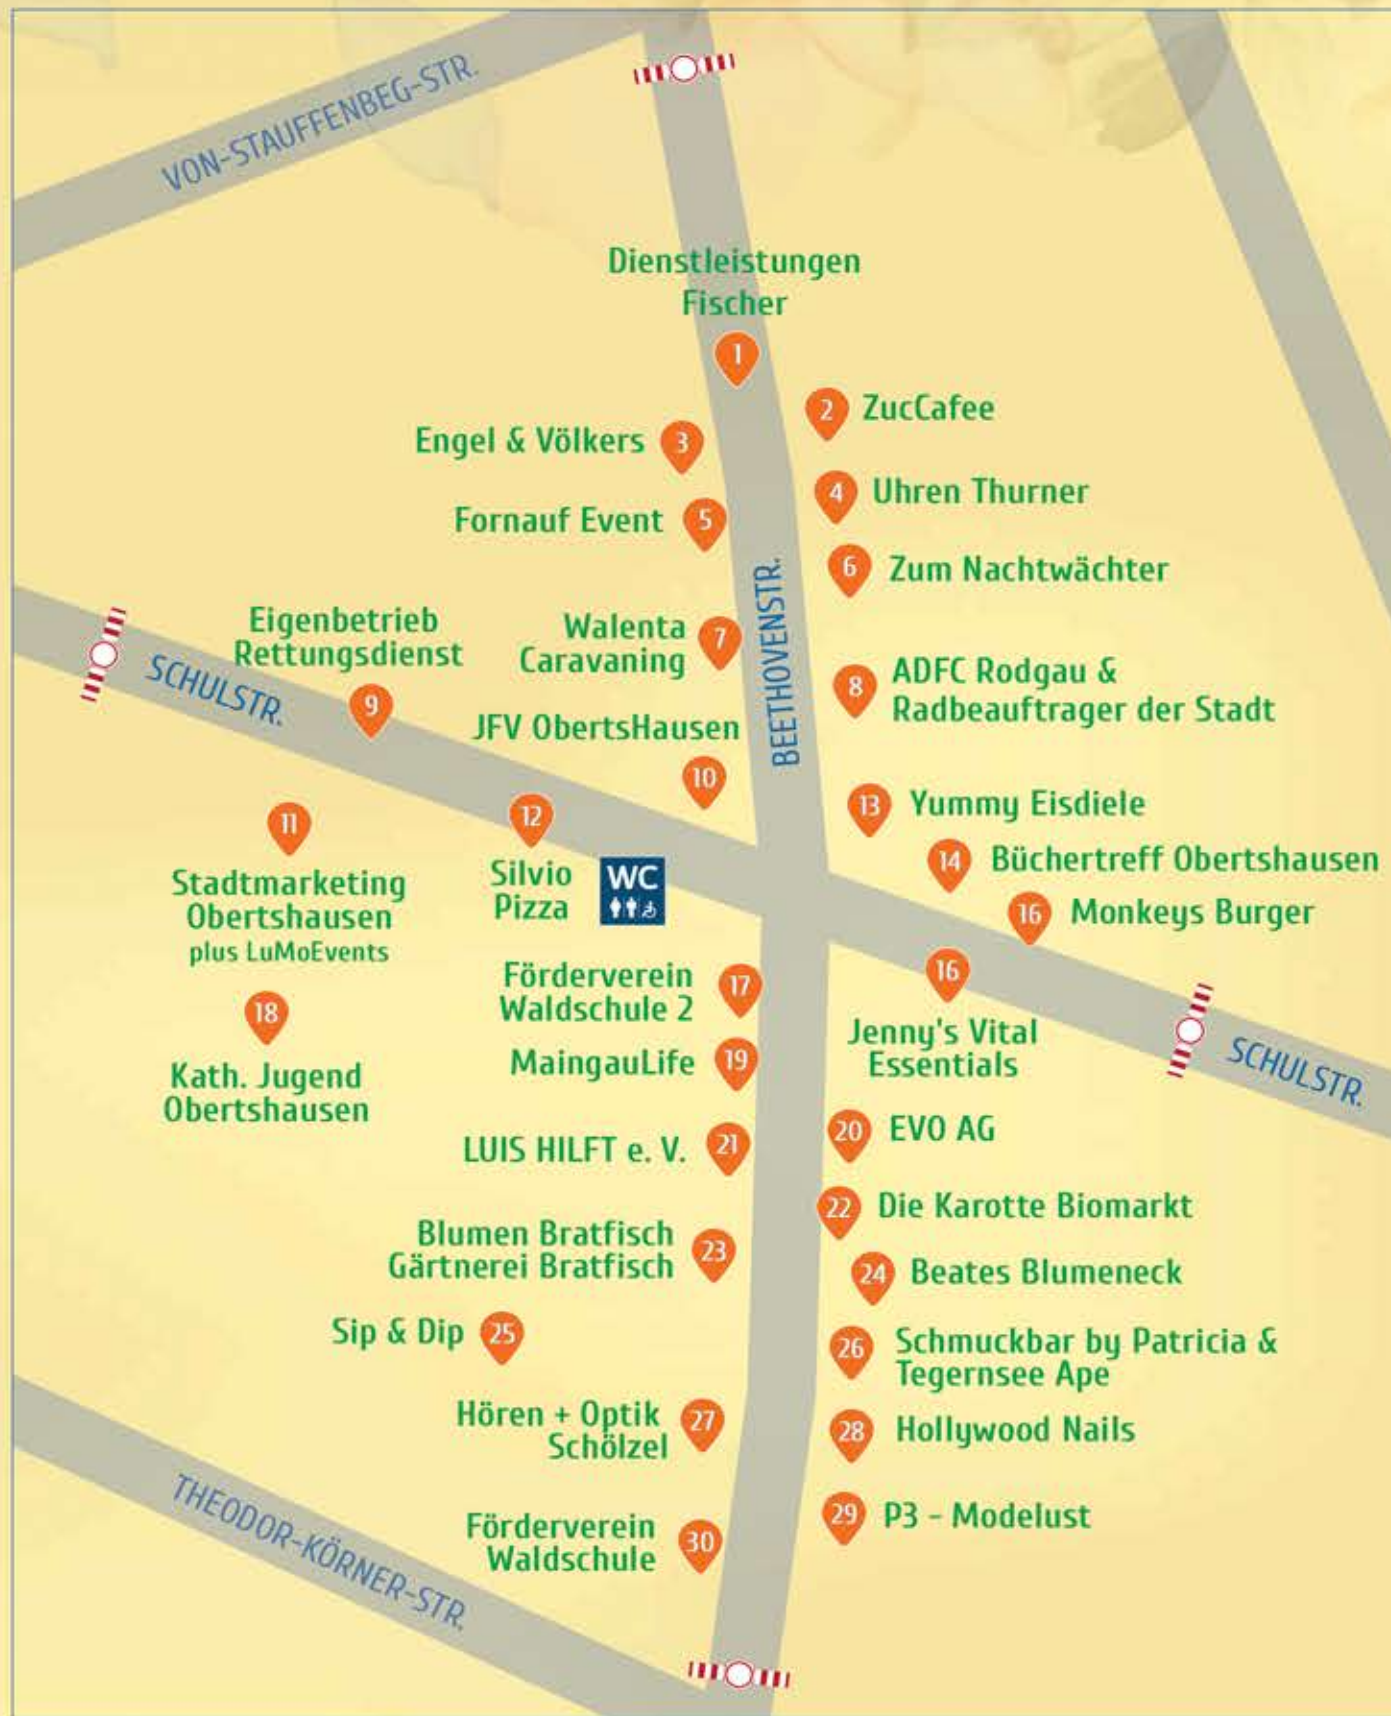 VON-STAUFFENBEG-STR.
Dienstleistungen
Fischer
1
2 ZucCafee
Engel & Völkers 3
4 Uhren Thurner
Fornauf Event 5
6 Zum Nachtwächter
BEETHOVENSTR.
Eigenbetrieb
Rettungsdienst
9
SCHULSTR.
Walenta
Caravaning
7
8
ADFC Rodgau &
Radbeauftrager der Stadt
JFV ObertsHausen
10
11
Stadtmarketing
Obertshausen
plus LuMoEvents
12
Silvio
Pizza
WC
13 Yummy Eisdiele
14 Büchertreff Obertshausen
16 Monkeys Burger
16
Jenny's Vital
Essentials
SCHULSTR.
Förderverein
Waldschule 2
17
18
Kath. Jugend
Obertshausen
MaingauLife 19
20 EVO AG
LUIS HILFT e. V. 21
22 Die Karotte Biomarkt
Blumen Bratfisch
Gärtnerei Bratfisch
23
24 Beates Blumeneck
Sip & Dip 25
26
Schmuckbar by Patricia &
Tegernsee Ape
Hören + Optik
Schölzel
27
28 Hollywood Nails
29 P3 - Modelust
Förderverein
Waldschule
30
THEODOR-KÖRNER-STR.